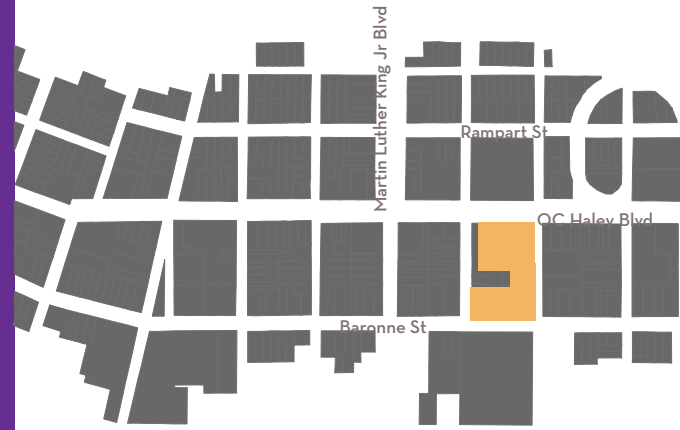 Martin Luther King Jr Blvd
Rampart St
OC Haley Blvd
Baronne St